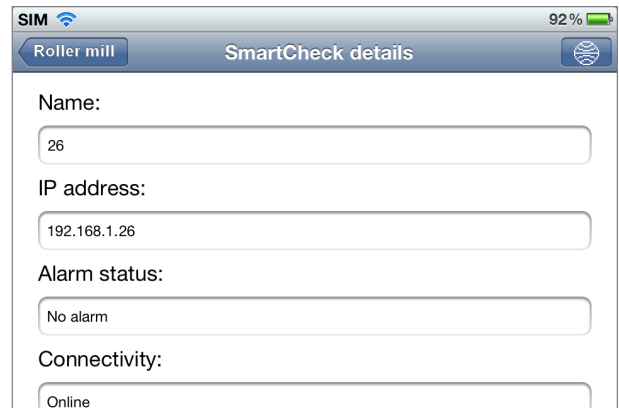 SIM 92%
Roller mill SmartCheck details
Name:
26
IP address:
192.168.1.26
Alarm status:
No alarm
Connectivity:
Online